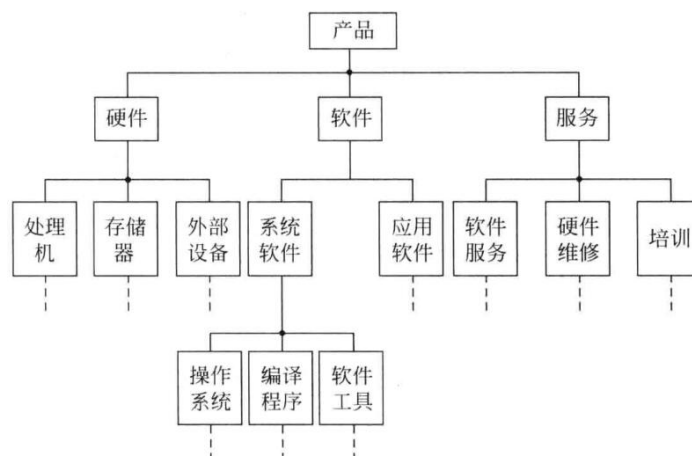 产品
硬件
软件
服务
处理
机
存储
器
外部
设备
系统
软件
应用
软件
软件
服务
硬件
维修
培训
操作
系统
编译
程序
软件
工具